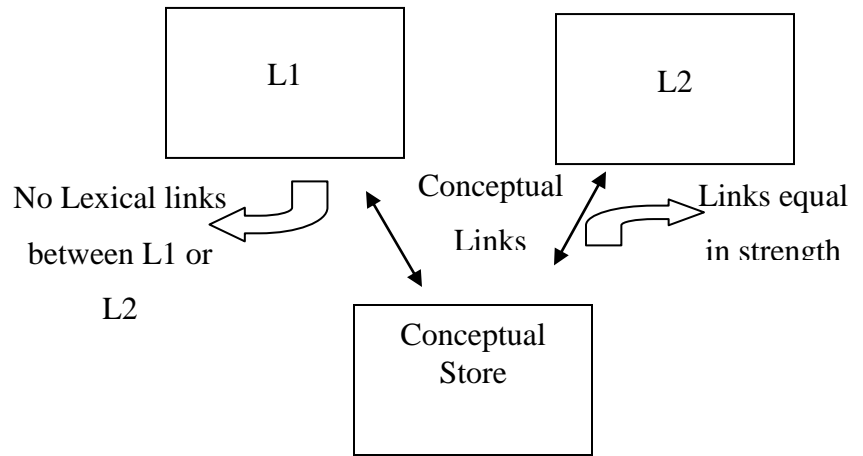 L1
L2
No Lexical links
between L1 or
L2
Conceptual
Links
Links equal
in strength
Conceptual
Store